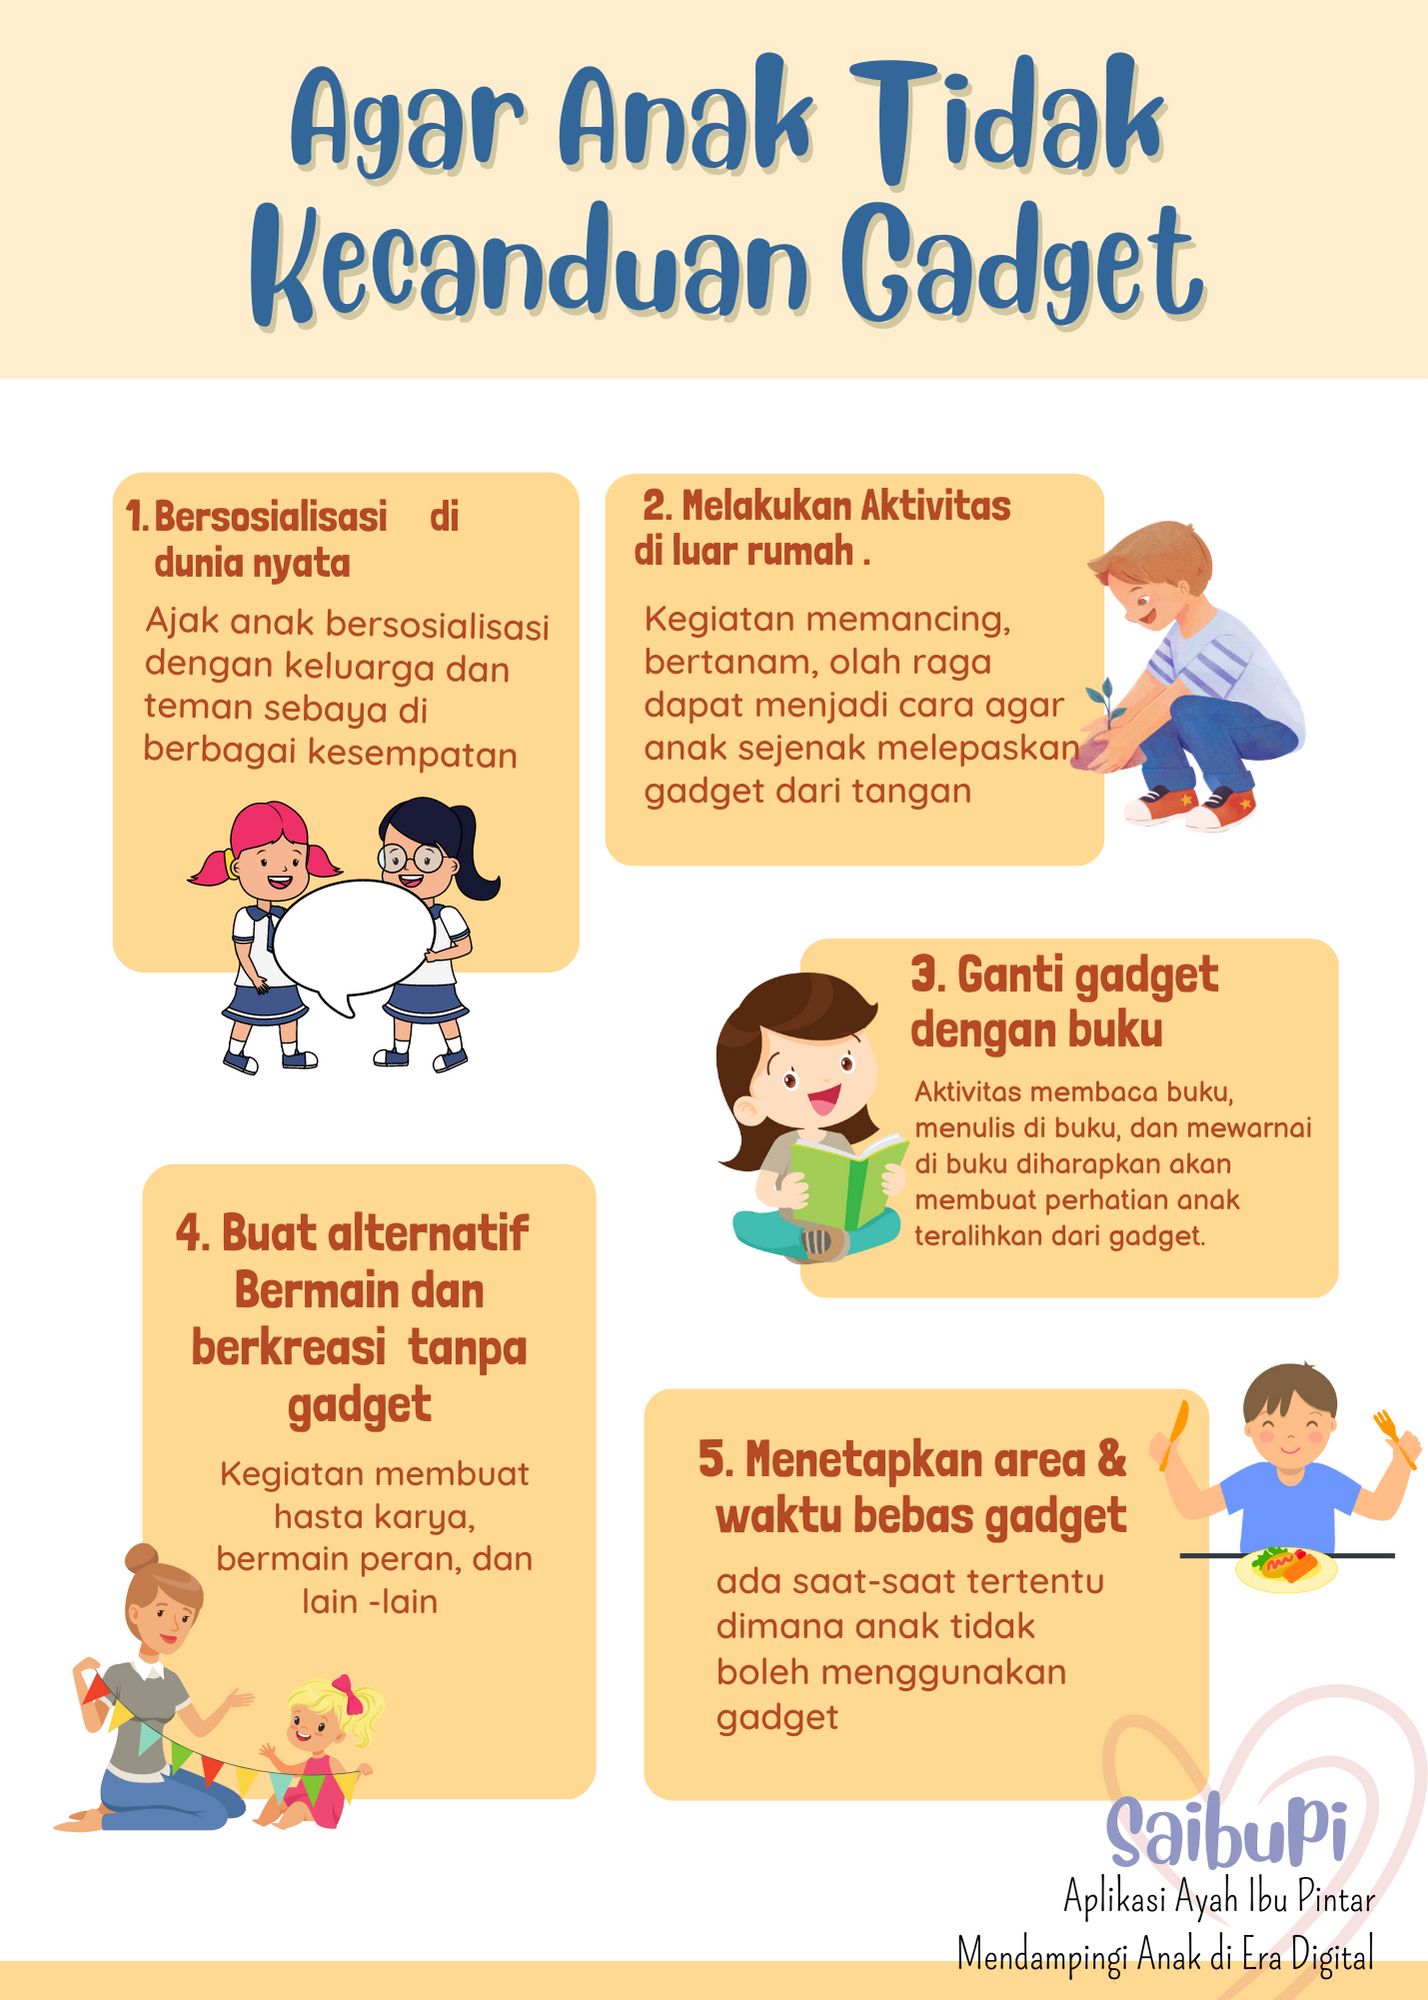 Agar Anak Tidak
Kecanduan Gadget
1. Bersosialisasi di
dunia nyata
Ajak anak bersosialisasi
dengan keluarga dan
teman sebaya di
berbagai kesempatan
2. Melakukan Aktivitas
di luar rumah .
Kegiatan memancing,
bertanam, olah raga
dapat menjadi cara agar
anak sejenak melepaskan
gadget dari tangan
3. Ganti gadget
dengan buku
Aktivitas membaca buku,
menulis di buku, dan mewarnai
di buku diharapkan akan
membuat perhatian anak
teralihkan dari gadget.
4. Buat alternatif
Bermain dan
berkreasi tanpa
gadget
Kegiatan membuat
hasta karya,
bermain peran, dan
lain -lain
5. Menetapkan area &
waktu bebas gadget
ada saat-saat tertentu
dimana anak tidak
boleh menggunakan
gadget
SaibuPi
Aplikasi Ayah Ibu Pintar
Mendampingi Anak di Era Digital